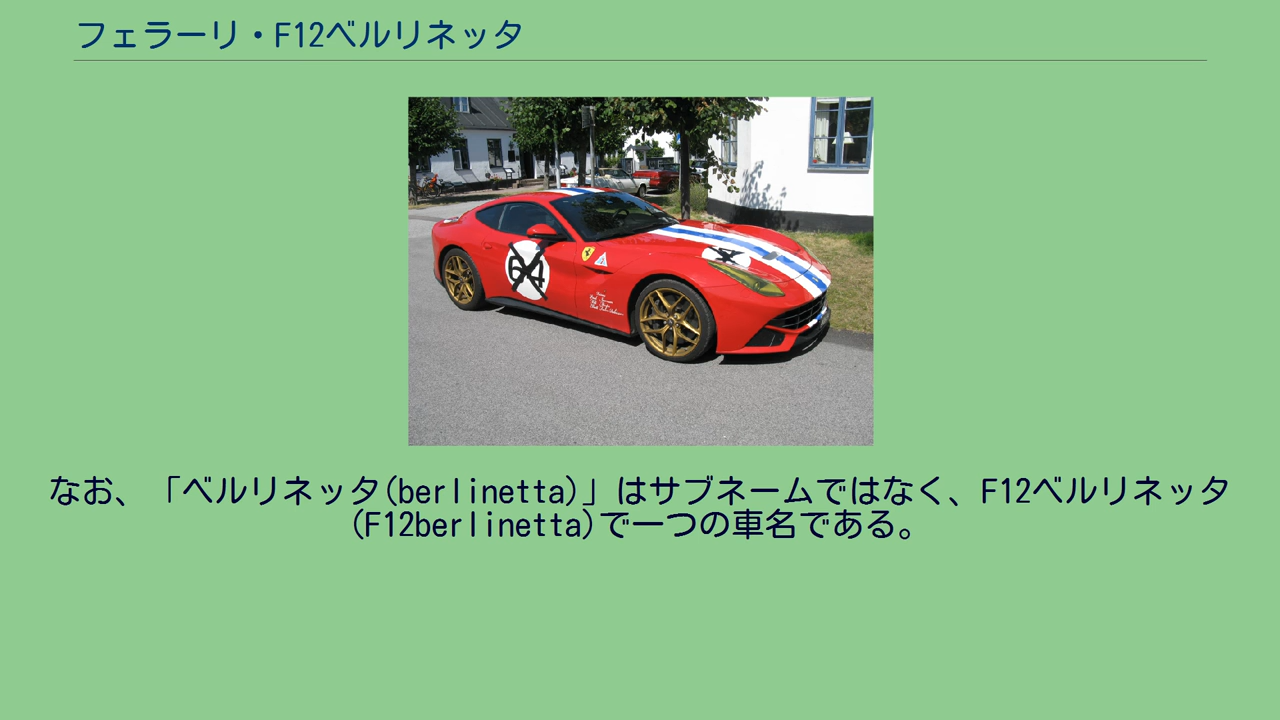 フェラーリ・F12ベルリネッタ
64
なお、「ベルリネッタ(berlinetta)」はサブネームではなく、F12ベルリネッタ
(F12berlinetta)で一つの車名である。